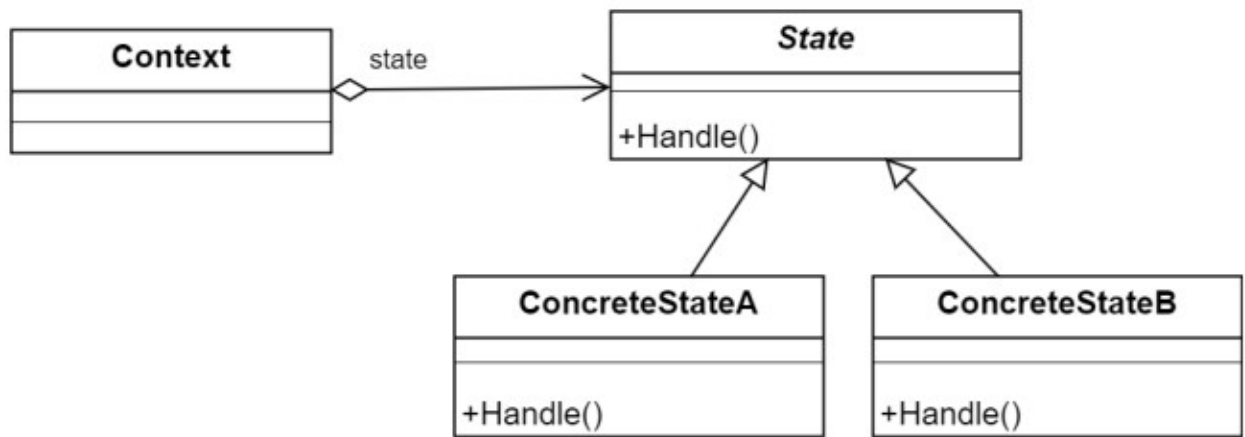 Context
state
State
+Handle()
ConcreteStateA
+Handle()
ConcreteStateB
+Handle()